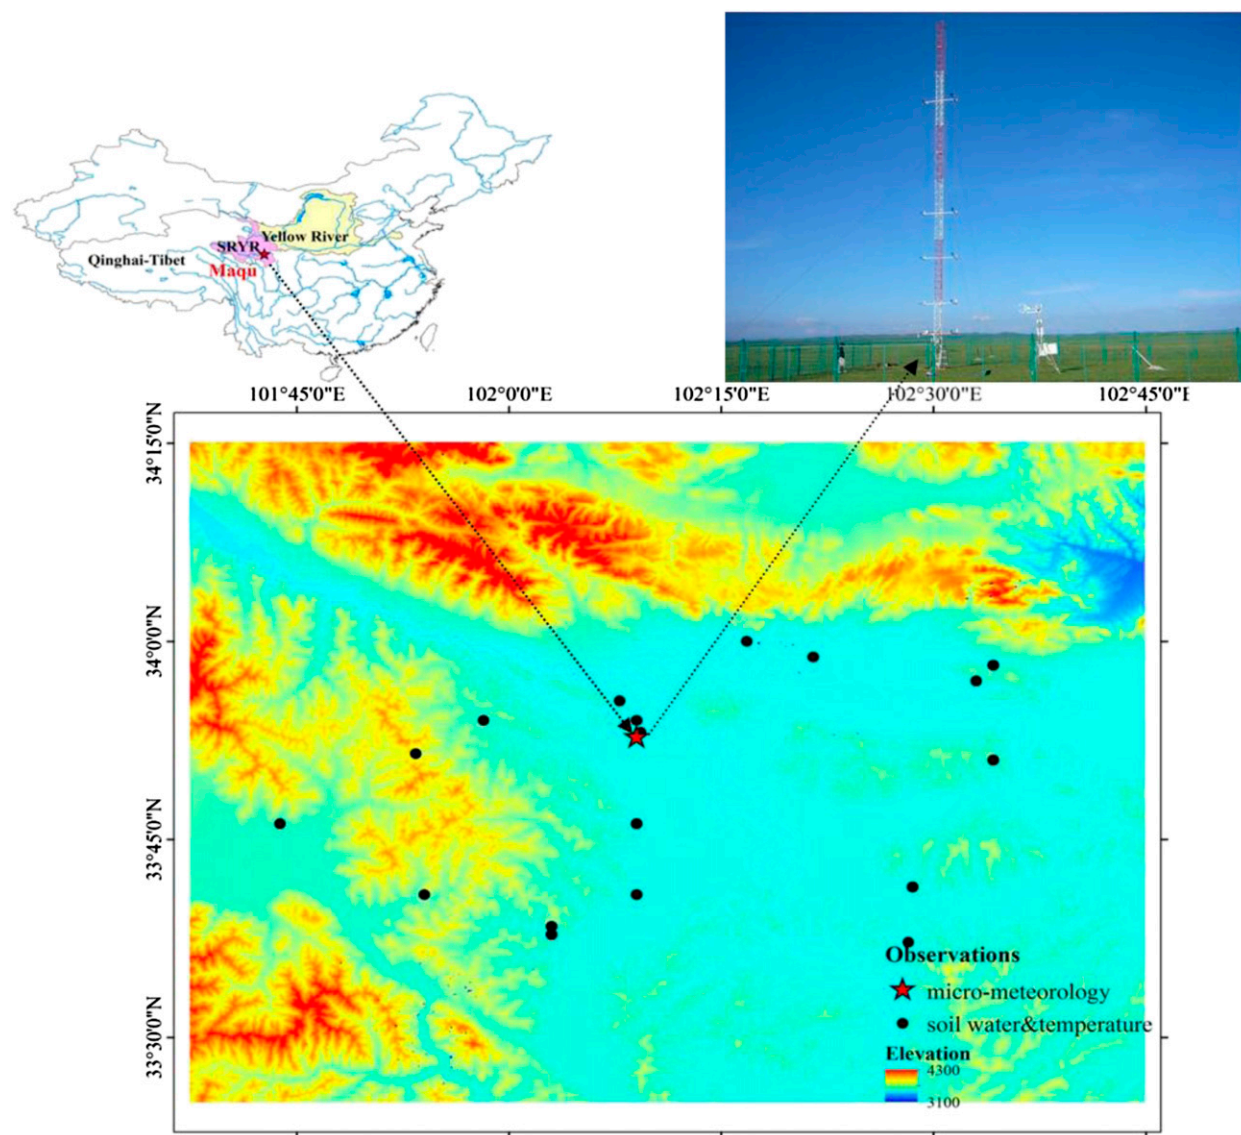 Yellow River
SRYR
Qinghai-Tibet
Maqu
101°45'0"E
102°0'0"E
102°15'0"E
102°30'0"E
102°45'0"E
34°15'0"N
34°0'0"N
33°45'0"N
33°30'0"N
Observations
micro-meteorology
soil water&temperature
Elevation
4300
3100